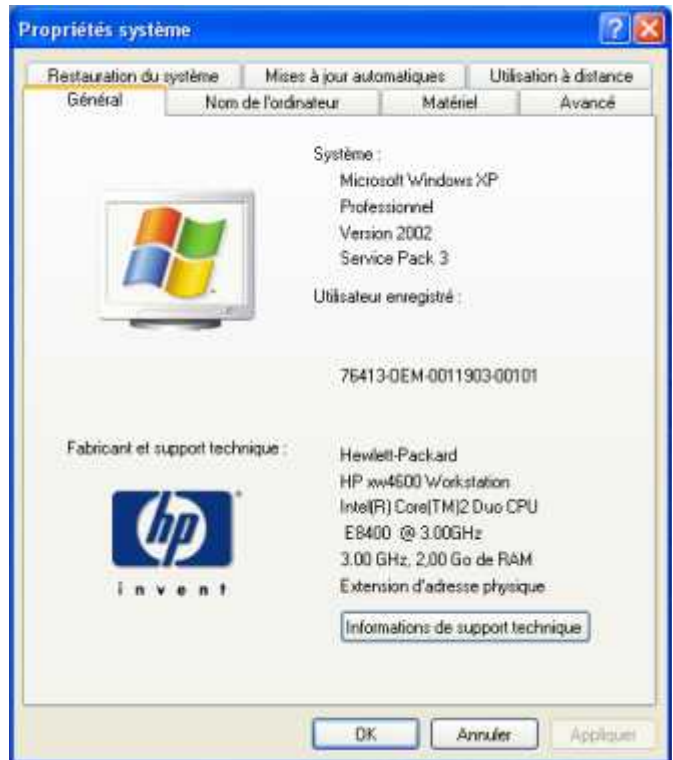 Propriétés système
Restauration du système Mises à jour automatiques Utilisation à distance
Général Nom de l'ordinateur Matériel Avancé
Système :
Microsoft Windows XP
Professionnel
Version 2002
Service Pack 3
Utilisateur enregistré :
76413-OEM-0011903-00101
Fabricant et support technique :
Hewlett-Packard
HP xw4600 Workstation
Intel(R) Core(TM)2 Duo CPU
E8400 @ 3.00GHz
3.00 GHz, 2,00 Go de RAM
Extension d'adresse physique
hp
invent
Informations de support technique
OK Annuler Appliquer